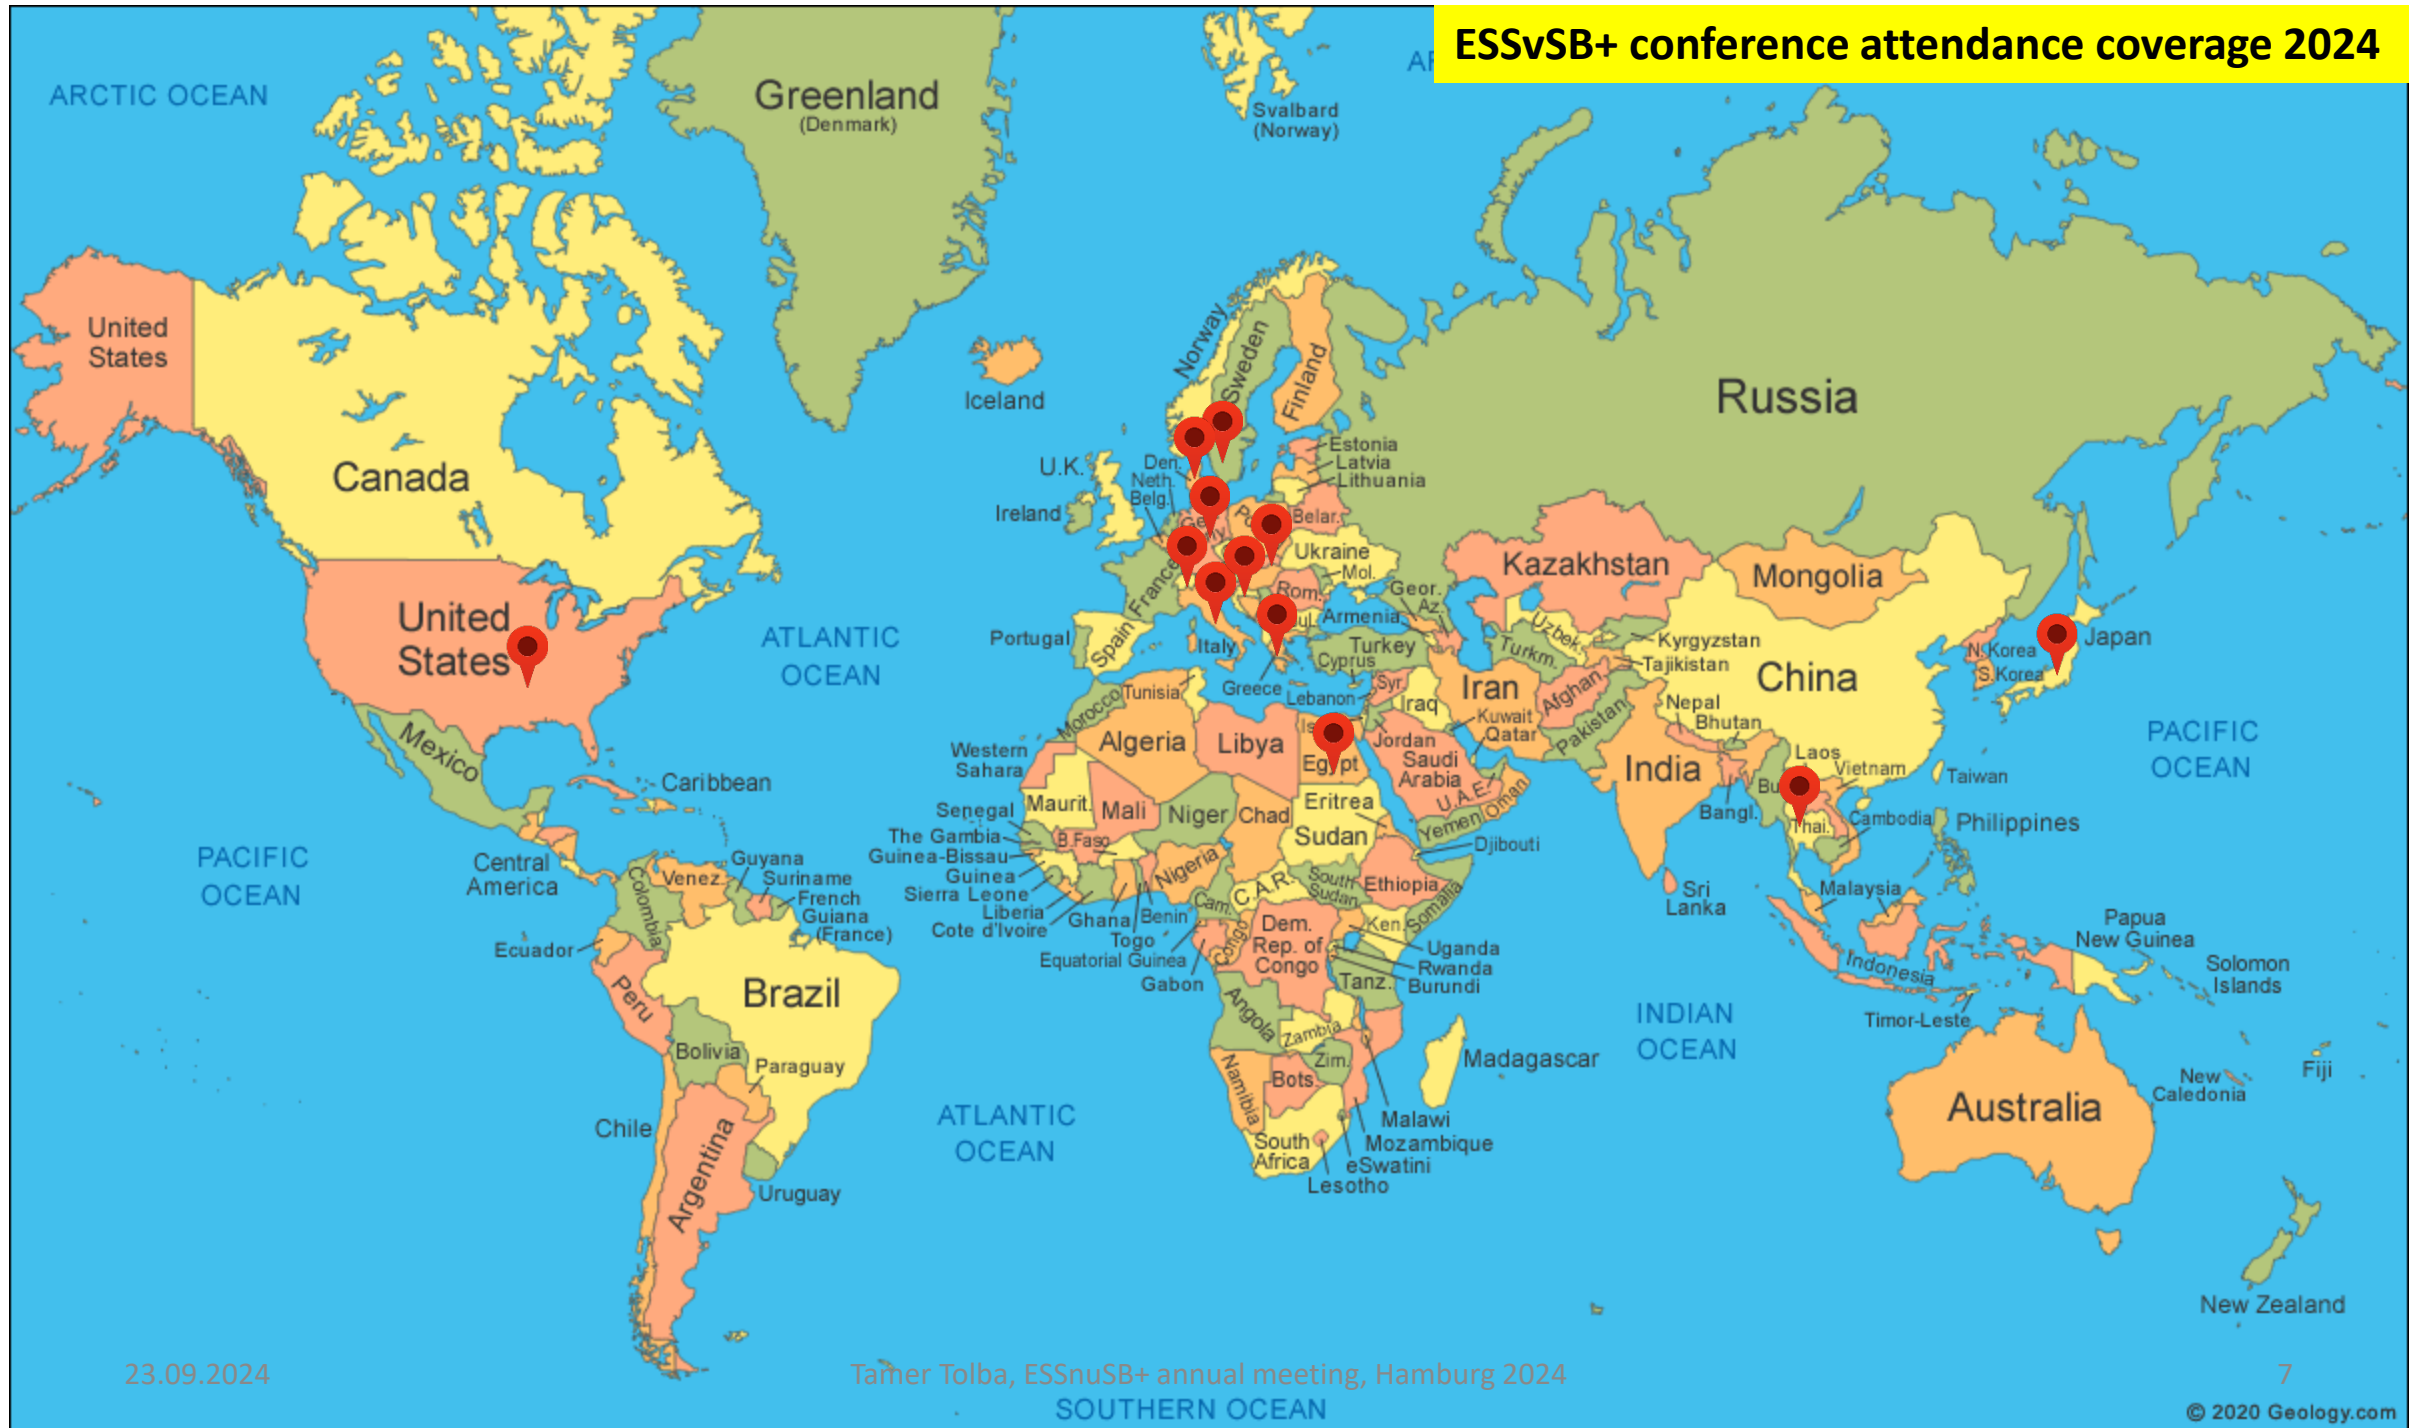 ESSvSB+ conference attendance coverage 2024
ARCTIC OCEAN
Greenland
(Denmark)
Svalbard
(Norway)
United
States
Canada
Iceland
Norway
Sweden
Finland
Russia
Estonia
Latvia
Lithuania
U.K.
Ireland
Den.
Neth.
Belg.
Belar.
Ukraine
Mol.
Rom.
France
Spain
Portugal
Italy
Greece
Turkey
Cyprus
Lebanon
Syr.
Iraq
Geor.
Az.
Armenia
Kazakhstan
Mongolia
Uzbek.
Turkm.
Kyrgyzstan
Tajikistan
China
N. Korea
S. Korea
Japan
United
States
ATLANTIC
OCEAN
Mexico
Caribbean
Central
America
PACIFIC
OCEAN
Morocco
Tunisia
Algeria
Libya
Egypt
Western
Sahara
Jordan
Saudi
Arabia
Iran
Kuwait
Qatar
U.A.E.
Oman
Yemen
Afghan.
Pakistan
India
Nepal
Bhutan
Bangl.
Laos
Vietnam
Thai.
Cambodia
Taiwan
Philippines
PACIFIC
OCEAN
Maurit.
Mali
Niger
Chad
Eritrea
Sudan
Djibouti
Senegal
The Gambia
Guinea-Bissau
Guinea
Sierra Leone
Liberia
Cote d'Ivoire
B.Faso
Ghana
Togo
Benin
Nigeria
Cam.
C.A.R.
South
Sudan
Ethiopia
Somalia
Equatorial Guinea
Gabon
Congo
Dem.
Rep. of
Congo
Ken.
Uganda
Rwanda
Burundi
Tanz.
Sri
Lanka
Malaysia
Indonesia
Papua
New Guinea
Solomon
Islands
Timor-Leste
Guyana
Suriname
French
Guiana
(France)
Venez.
Colombia
Ecuador
Peru
Brazil
Bolivia
Paraguay
Chile
Argentina
Uruguay
ATLANTIC
OCEAN
Angola
Zambia
Zim.
Namibia
Bots.
South
Africa
Malawi
Mozambique
eSwatini
Lesotho
Madagascar
INDIAN
OCEAN
Australia
New
Caledonia
Fiji
New Zealand
23.09.2024
Tamer Tolba, ESSnuSB+ annual meeting, Hamburg 2024
7
SOUTHERN OCEAN
© 2020 Geology.com